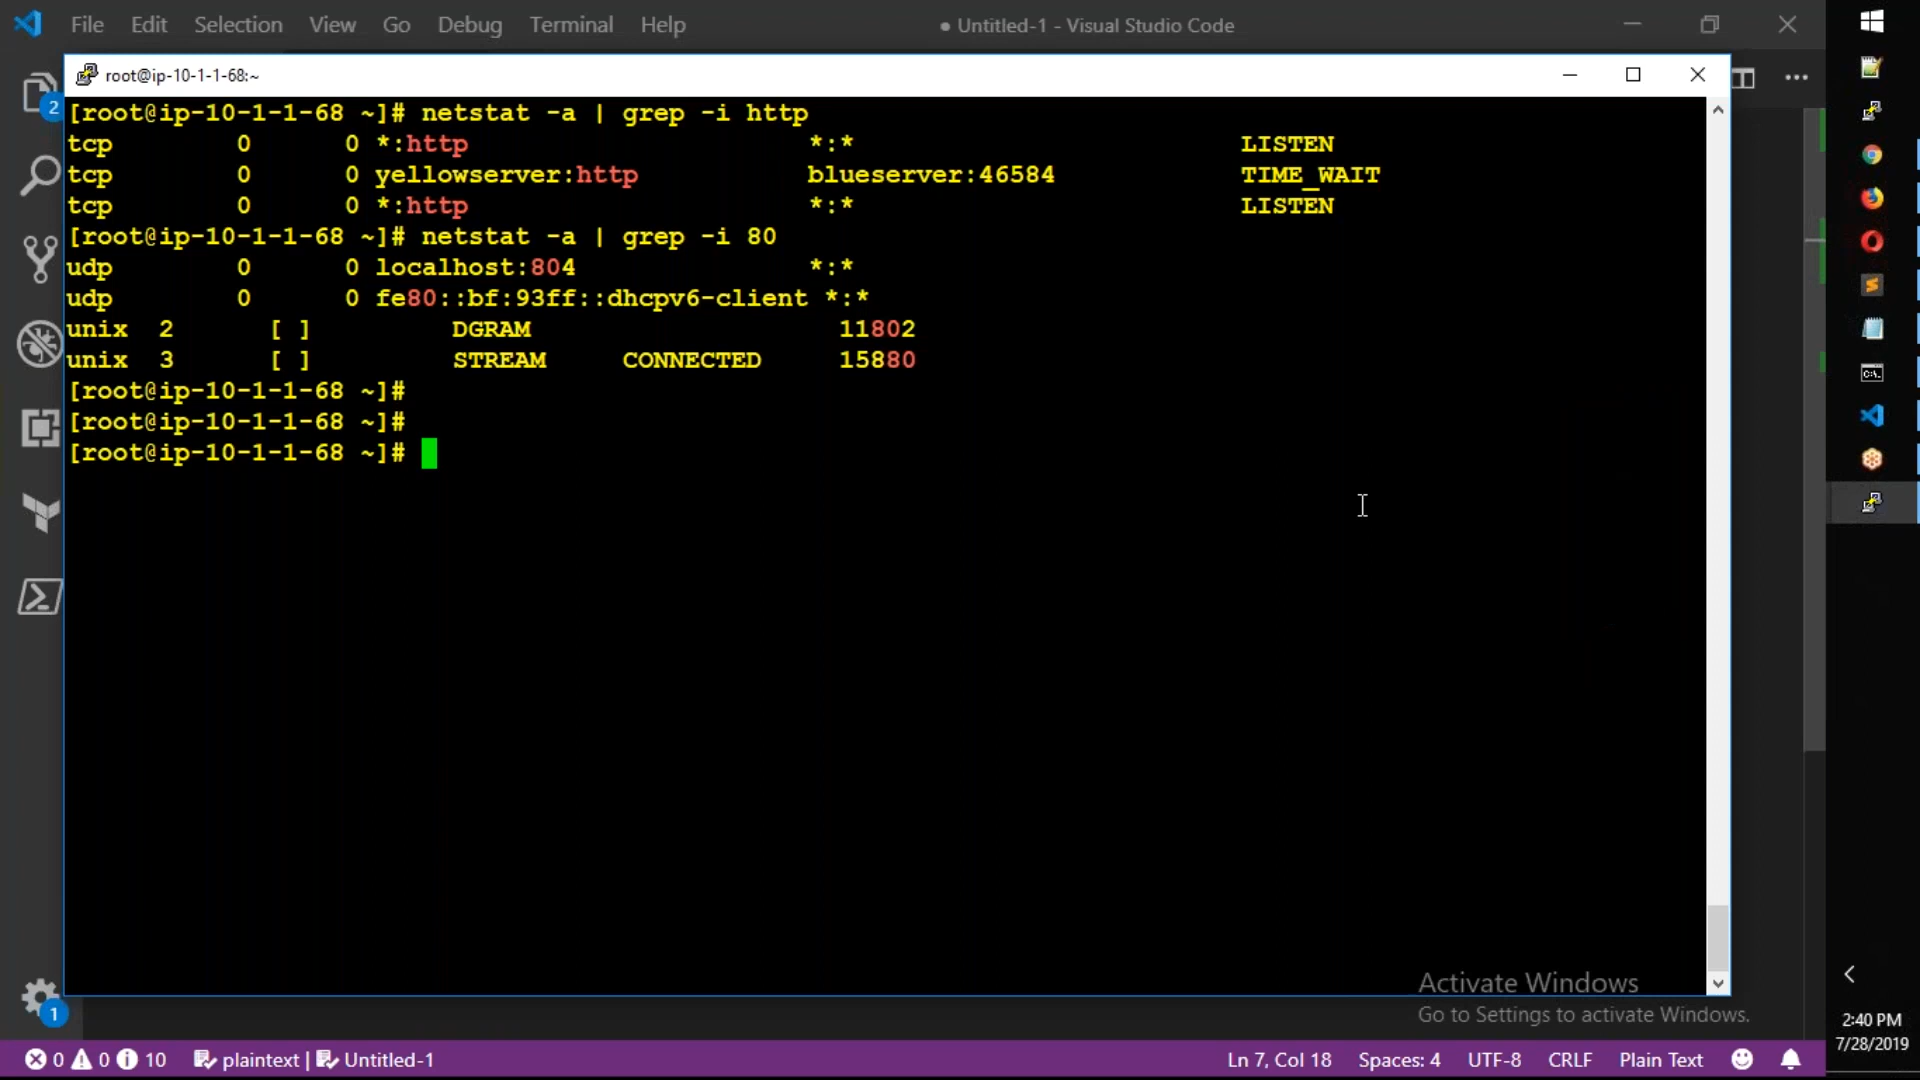 File Edit Selection View Go Debug Terminal Help ● Untitled-1 - Visual Studio Code
root@ip-10-1-1-68:~
[root@ip-10-1-1-68 ~]# netstat -a | grep -i http
tcp 0 0 *:http *:* LISTEN
tcp 0 0 yellowserver:http blueserver:46584 TIME_WAIT
tcp 0 0 *:http *:* LISTEN
[root@ip-10-1-1-68 ~]# netstat -a | grep -i 80
udp 0 0 localhost:804 *:*
udp 0 0 fe80::bf:93ff::dhcpv6-client *:*
unix 2 [ ] DGRAM 11802
unix 3 [ ] STREAM CONNECTED 15880
[root@ip-10-1-1-68 ~]#
[root@ip-10-1-1-68 ~]#
[root@ip-10-1-1-68 ~]#
2
1
Activate Windows
Go to Settings to activate Windows.
0 0 10 plaintext | Untitled-1 Ln 7, Col 18 Spaces: 4 UTF-8 CRLF Plain Text
C:\.
2:40 PM
7/28/2019